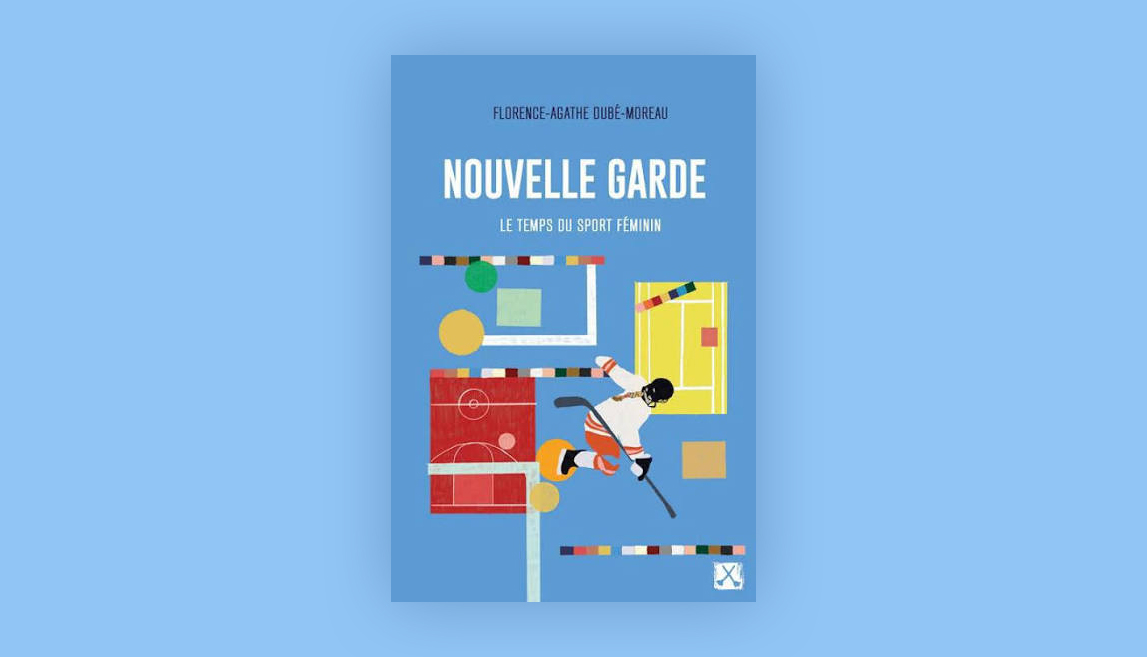 FLORENCE-AGATHE DUBÉ-MOREAU
NOUVELLE GARDE
LE TEMPS DU SPORT FÉMININ